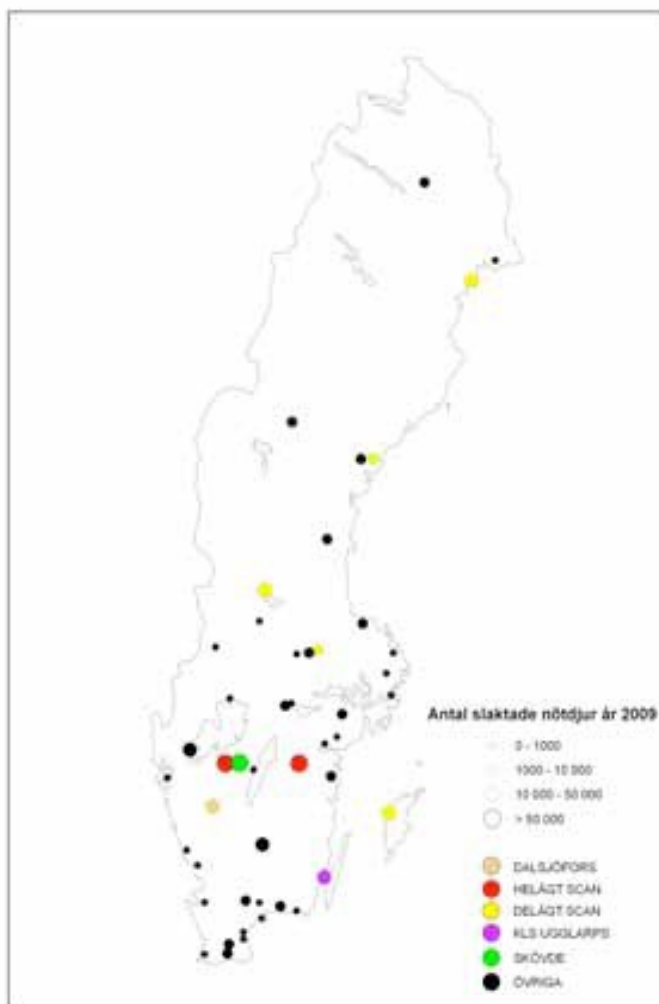 Antal slaktade nötdjur år 2009
0 - 1000
1000 - 10 000
10 000 - 50 000
> 50 000
DALSJÖFORS
HELÄGT SCAN
DELÄGT SCAN
KLS UGGLARPS
SKÖVDE
ÖVRIGA